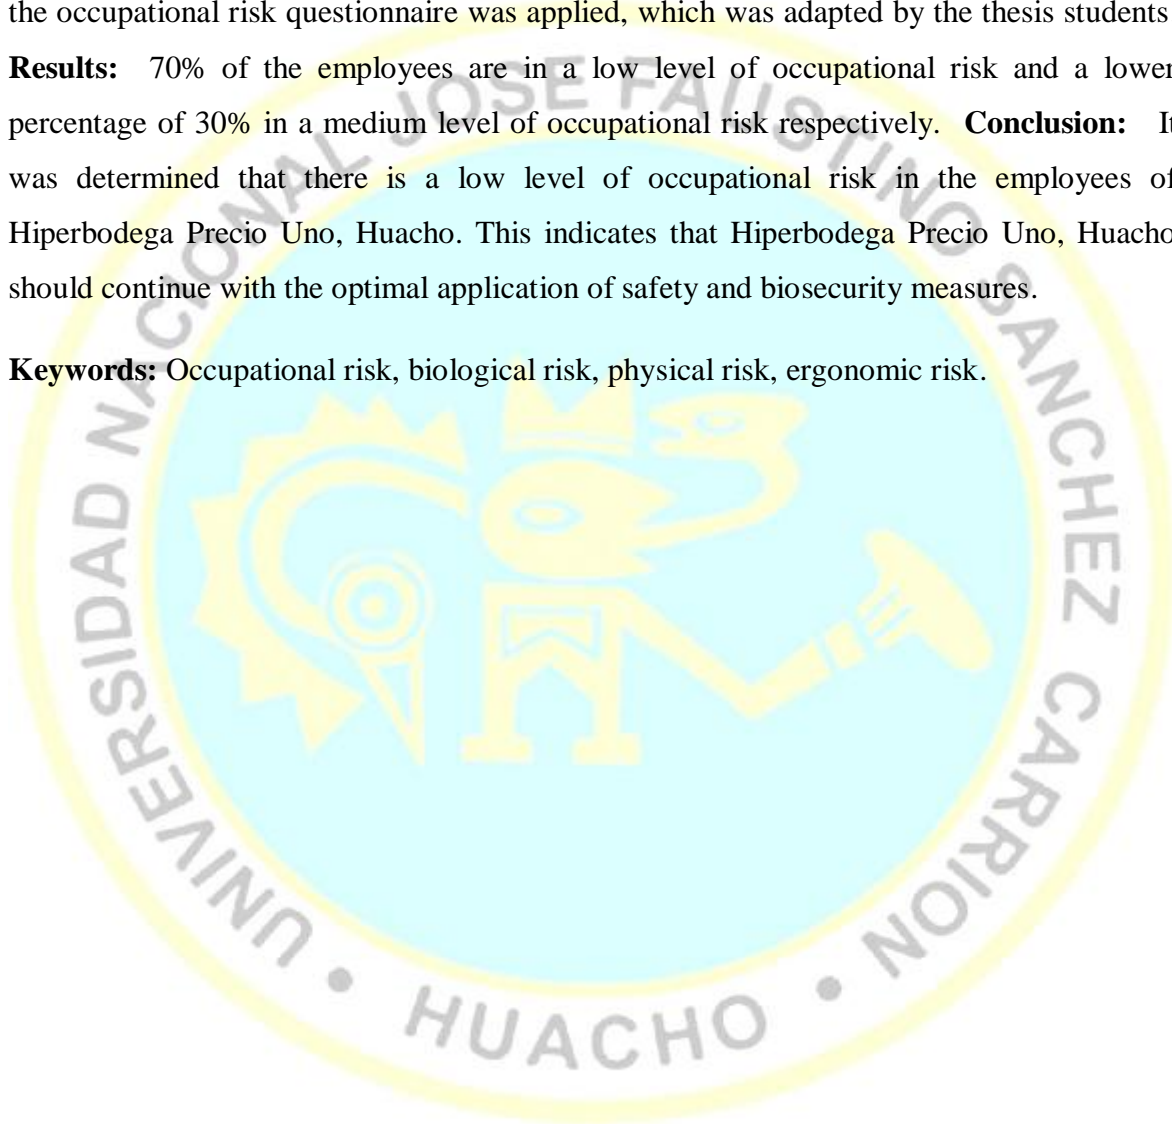 the occupational risk questionnaire was applied, which was adapted by the thesis students
Results: 70% of the employees are in a low level of occupational risk and a lower
percentage of 30% in a medium level of occupational risk respectively. Conclusion: It
was determined that there is a low level of occupational risk in the employees of
Hiperbodega Precio Uno, Huacho. This indicates that Hiperbodega Precio Uno, Huacho
should continue with the optimal application of safety and biosecurity measures.
Keywords: Occupational risk, biological risk, physical risk, ergonomic risk.
UNIVERSIDAD NACIONAL JOSE FAUSTINO SANCHEZ CARRION
• HUACHO •